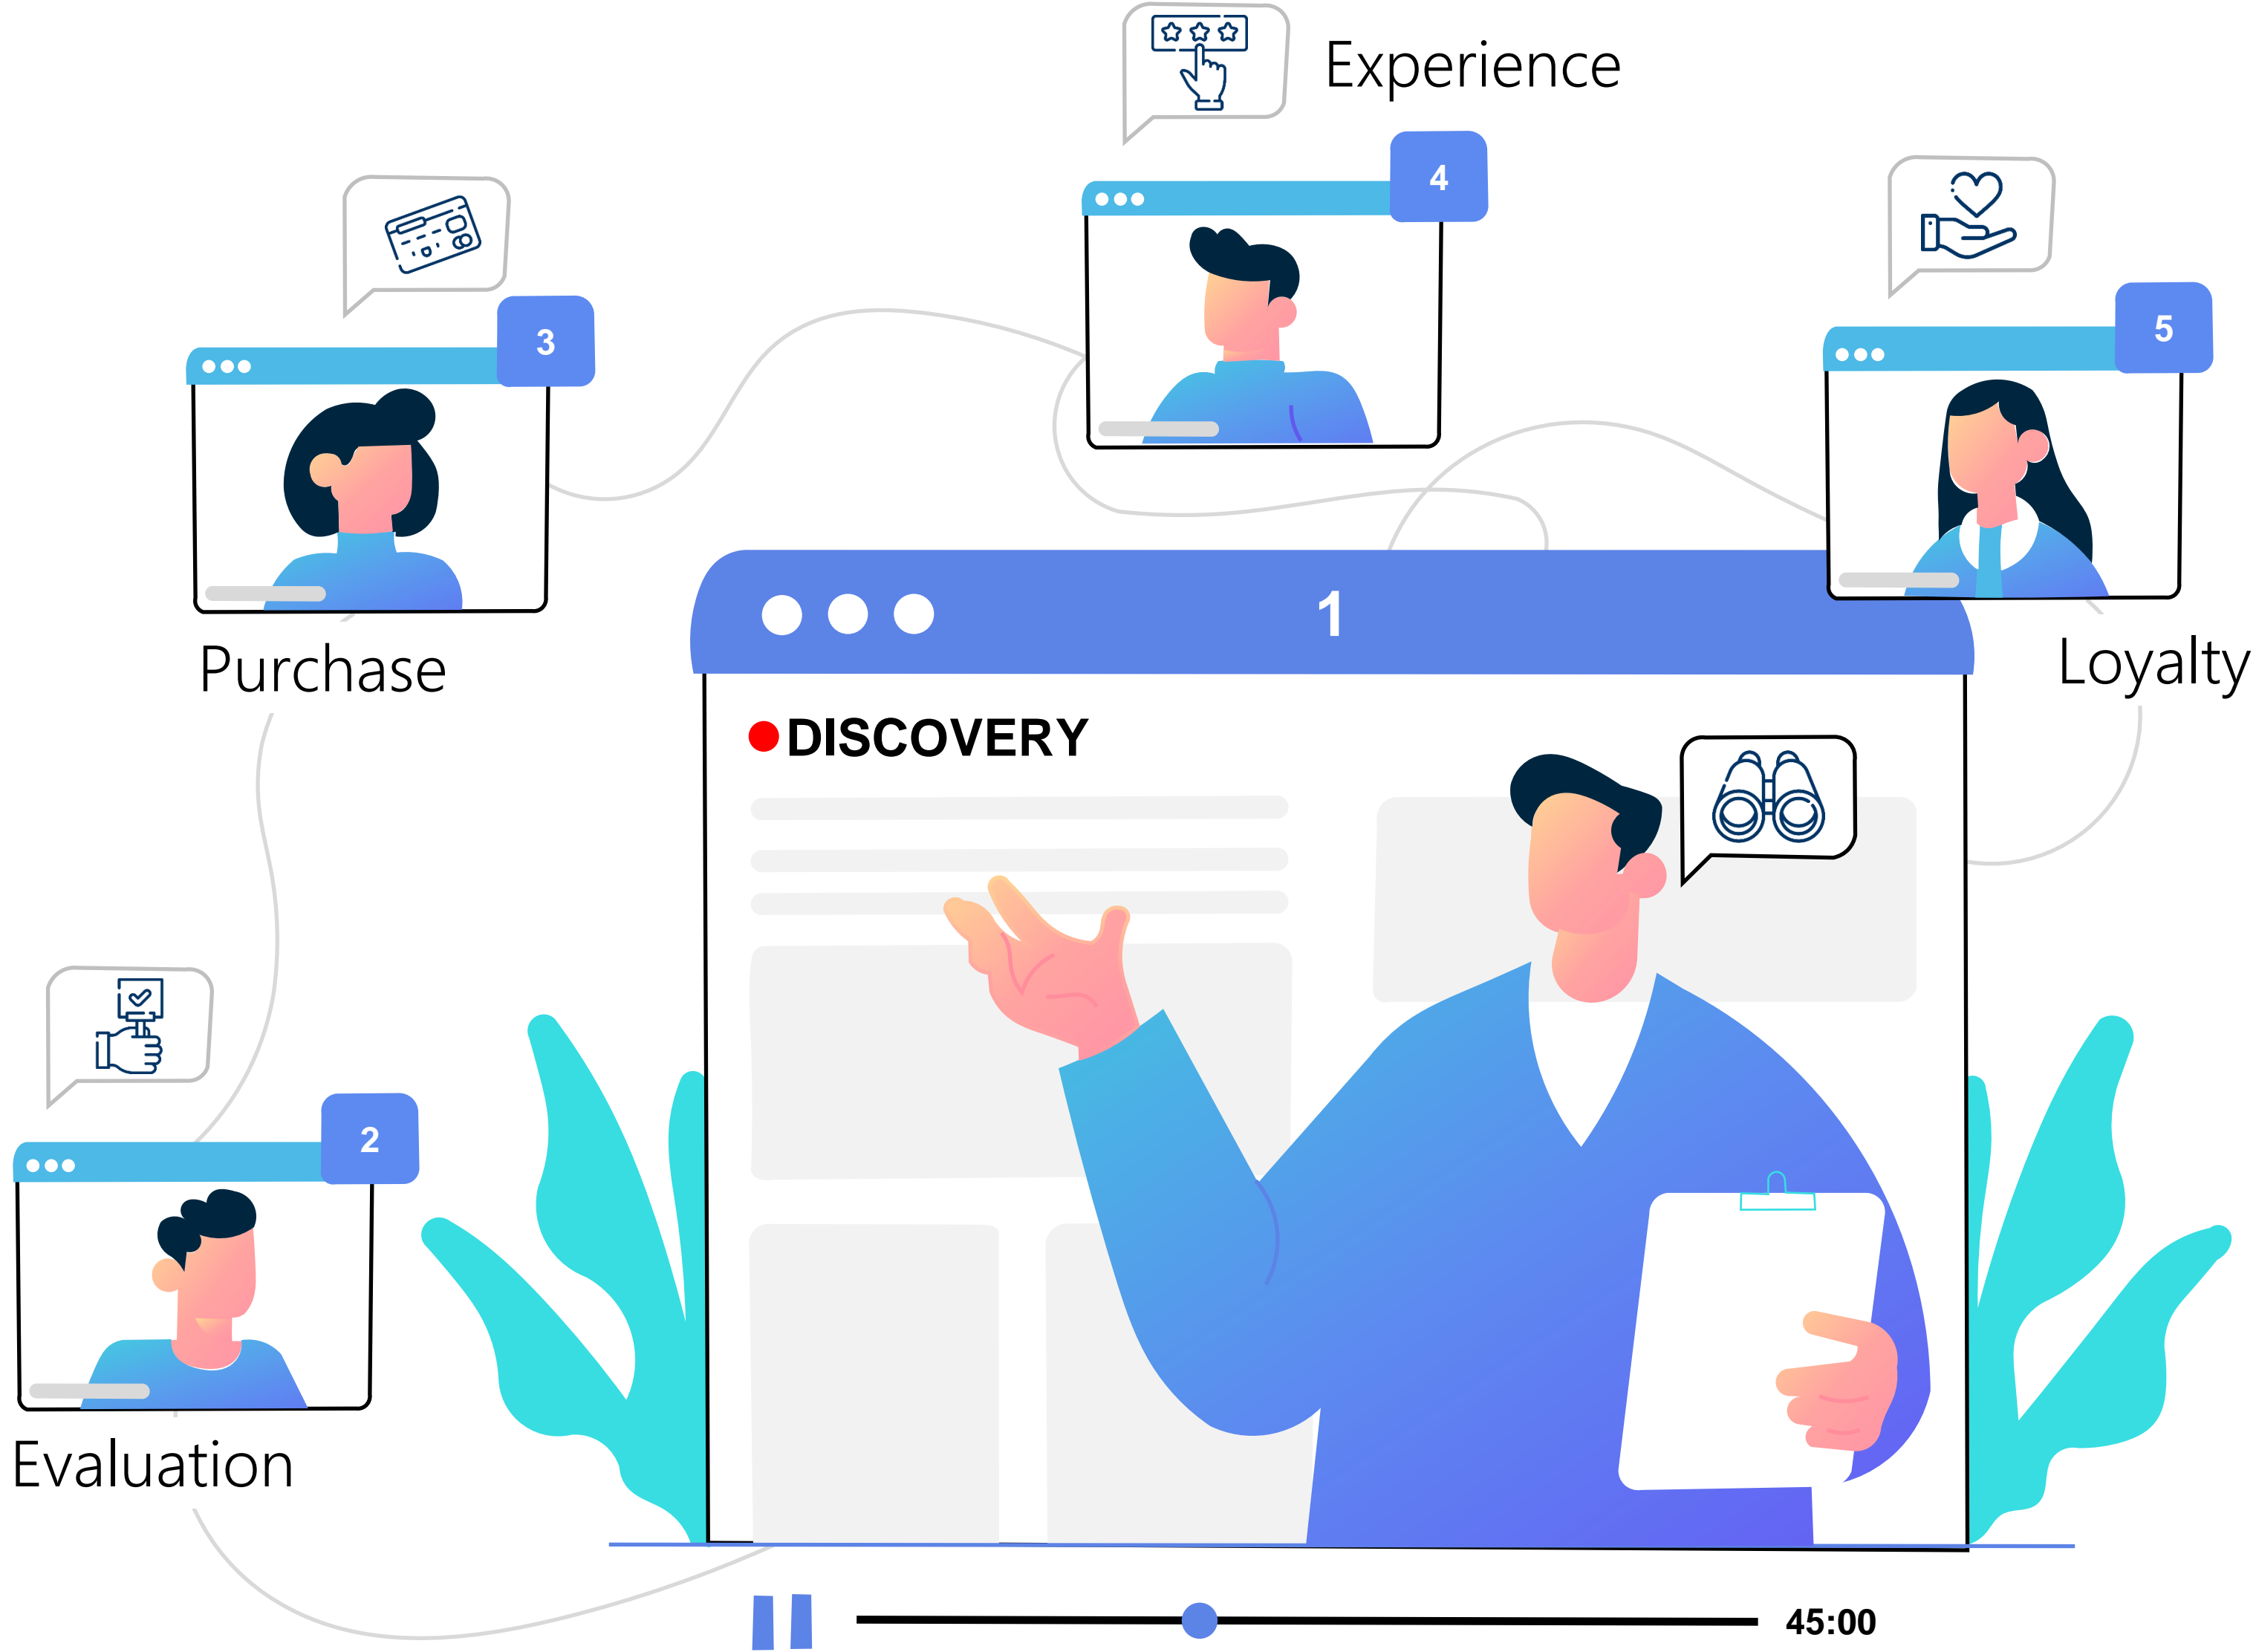 Experience
4
5
3
1
Purchase
Loyalty
DISCOVERY
2
Evaluation
45:00